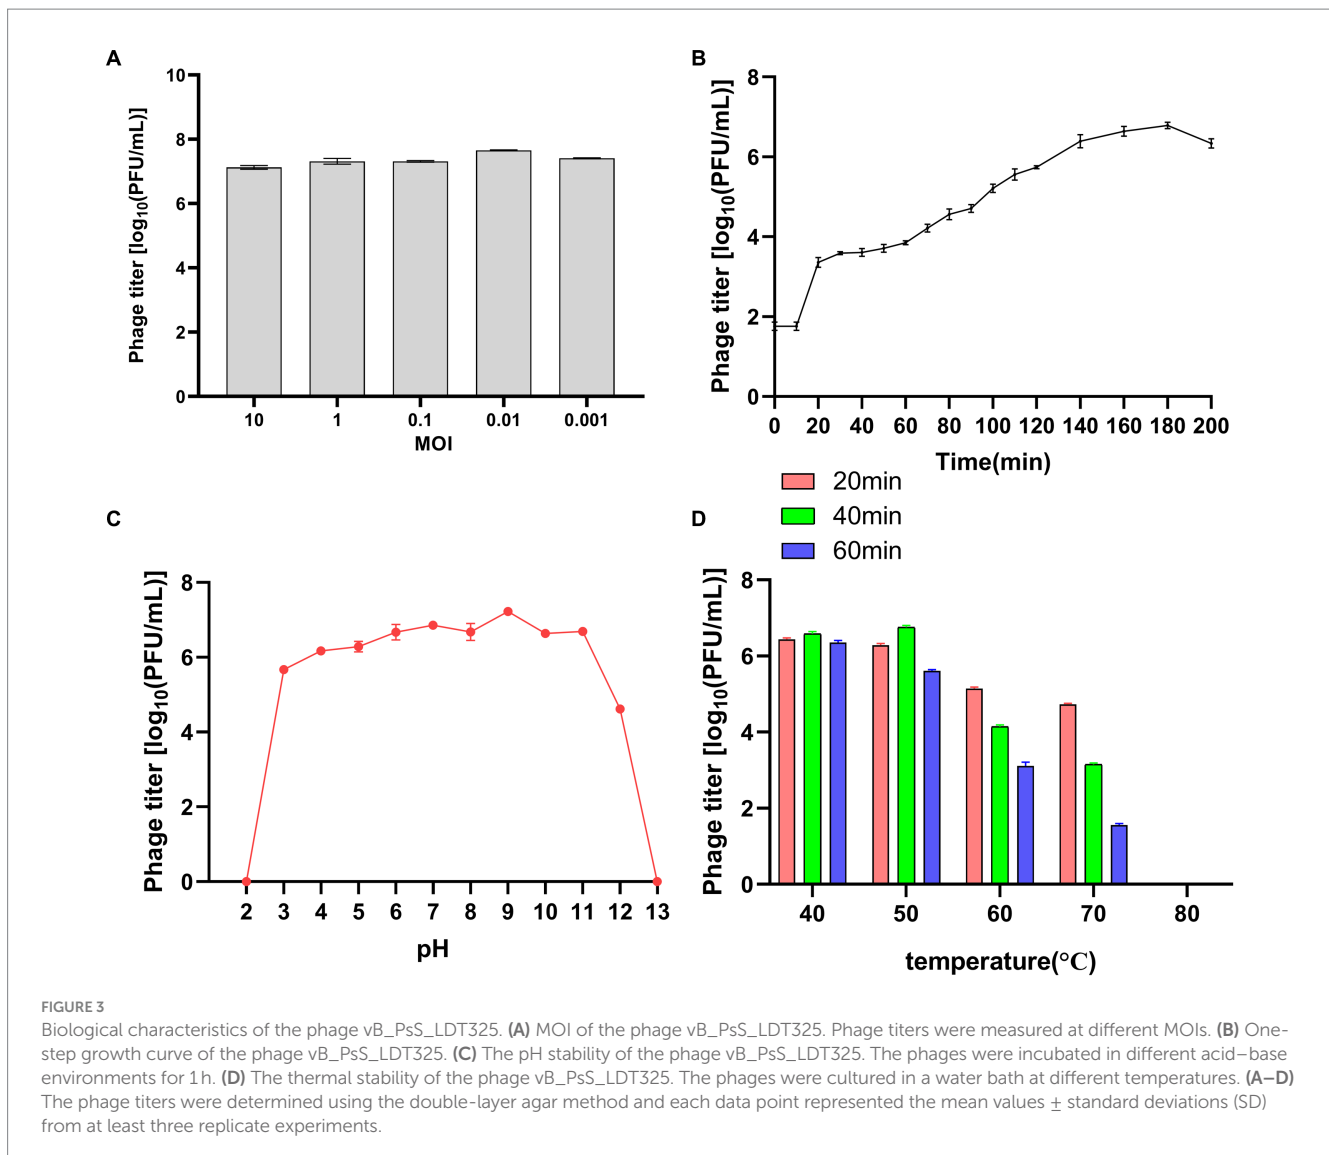 A
Phage titer [log₁₀(PFU/mL)]
10
8
6
4
2
0
10 1 0.1 0.01 0.001
MOI
B
Phage titer [log₁₀(PFU/mL)]
8
6
4
2
0
0 20 40 60 80 100 120 140 160 180 200
Time(min)
C
Phage titer [log₁₀(PFU/mL)]
8
6
4
2
0
2 3 4 5 6 7 8 9 10 11 12 13
pH
D
20min
40min
60min
Phage titer [log₁₀(PFU/mL)]
8
6
4
2
0
40 50 60 70 80
temperature(°C)
FIGURE 3
Biological characteristics of the phage vB_PsS_LDT325. (A) MOI of the phage vB_PsS_LDT325. Phage titers were measured at different MOIs. (B) One-
step growth curve of the phage vB_PsS_LDT325. (C) The pH stability of the phage vB_PsS_LDT325. The phages were incubated in different acid–base
environments for 1 h. (D) The thermal stability of the phage vB_PsS_LDT325. The phages were cultured in a water bath at different temperatures. (A–D)
The phage titers were determined using the double-layer agar method and each data point represented the mean values ± standard deviations (SD)
from at least three replicate experiments.